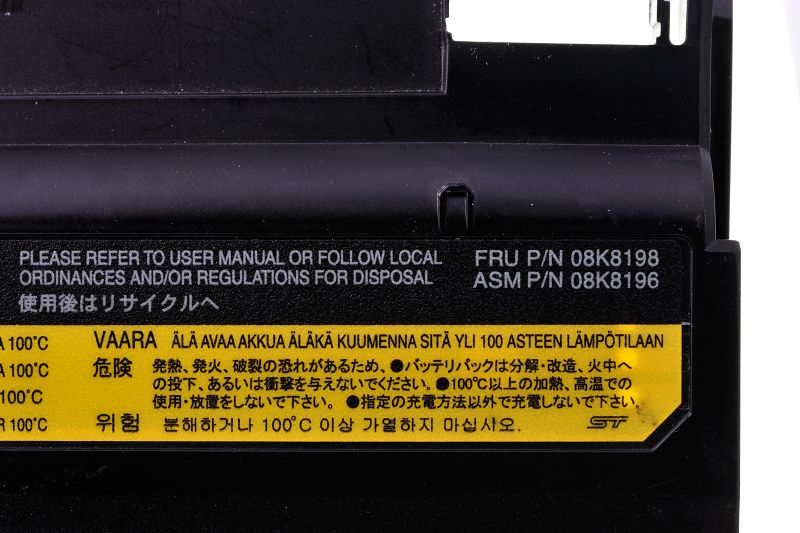 PLEASE REFER TO USER MANUAL OR FOLLOW LOCAL
ORDINANCES AND/OR REGULATIONS FOR DISPOSAL
使用後はリサイクルへ
FRU P/N 08K8198
ASM P/N 08K8196
A 100°C
A 100°C
100°C
R 100°C
VAARA ÄLÄ AVAA AKKUA ÄLÄKÄ KUUMENNA SITÄ YLI 100 ASTEEN LÄMPÖTILAAN
危険 発熱、発火、破裂の恐れがあるため、●バッテリパックは分解・改造、火中へ
の投下、あるいは衝撃を与えないでください。●100℃以上の加熱、高温での
使用・放置をしないで下さい。 ●指定の充電方法以外で充電しないで下さい
위험 분해하거나 100℃ 이상 가열하지 마십시오.
ST